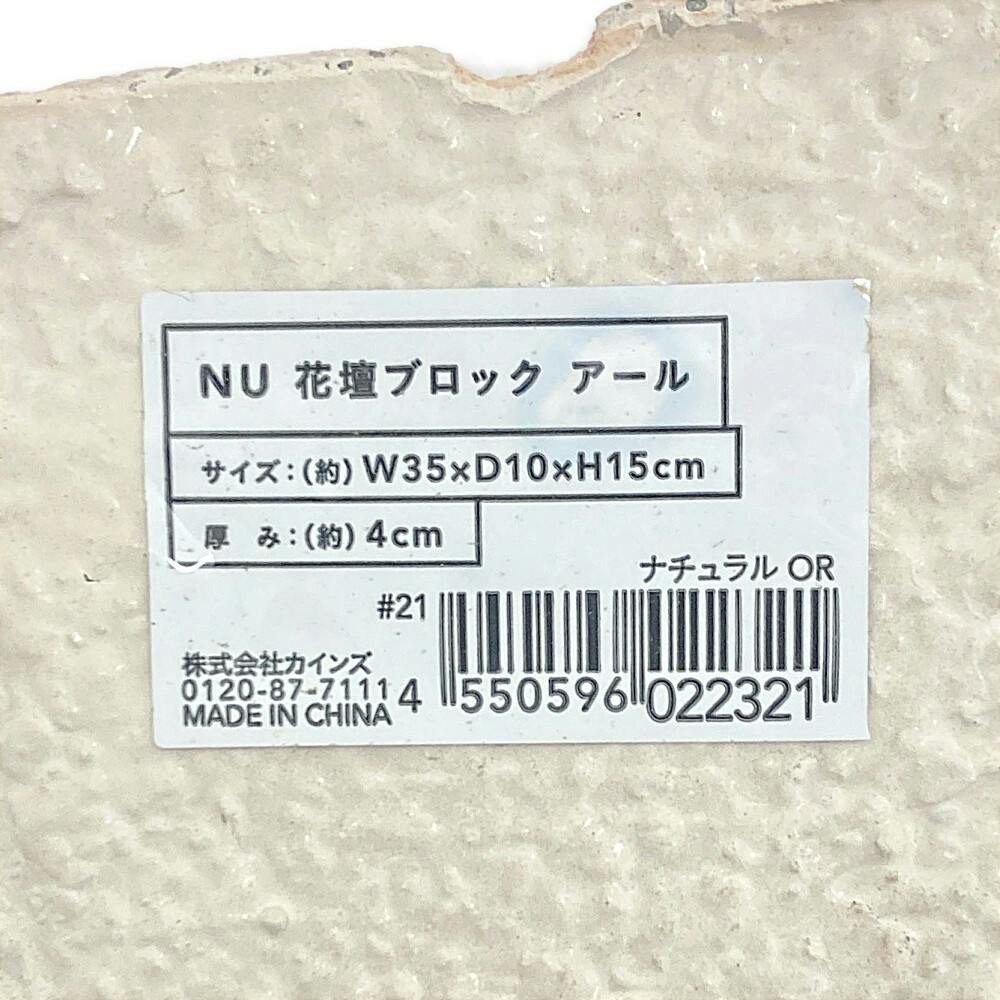 NU 花壇ブロック アール
サイズ：(約) W35×D10×H15cm
厚　み：(約) 4cm
ナチュラル OR
#21
株式会社カインズ
0120-87-7111
MADE IN CHINA
4 550596 022321